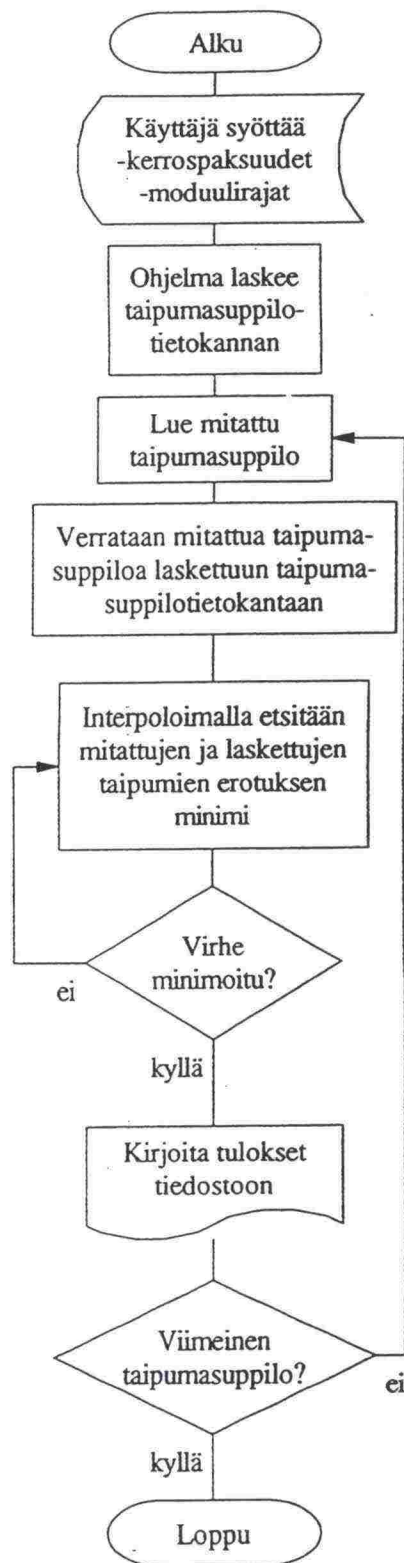 Alku
Käyttäjä syöttää
-kerrospaksuudet
-moduulirajat
Ohjelma laskee
taipumasuppilo-
tietokannan
Lue mitattu
taipumasuppilo
Verrataan mitattua taipuma-
suppiloa laskettuun taipuma-
suppilotietokantaan
Interpoloimalla etsitään
mitattujen ja laskettujen
taipumien erotuksen
minimi
Virhe
minimoitu?
ei
kyllä
Kirjoita tulokset
tiedostoon
Viimeinen
taipumasuppilo?
ei
kyllä
Loppu